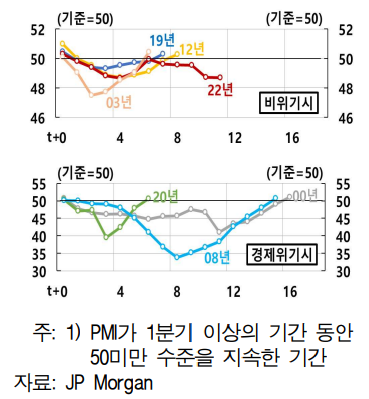 (기준=50) (기준=50)
52 52
19년
12년
50 50
22년
48 48
03년
46 비위기시 46
t+0 4 8 12 16
(기준=50) (기준=50)
55 55
20년 00년
50 50
45 45
40 40
35 08년 경제위기시 35
30 30
t+0 4 8 12 16
주: 1) PMI가 1분기 이상의 기간 동안
50미만 수준을 지속한 기간
자료: JP Morgan